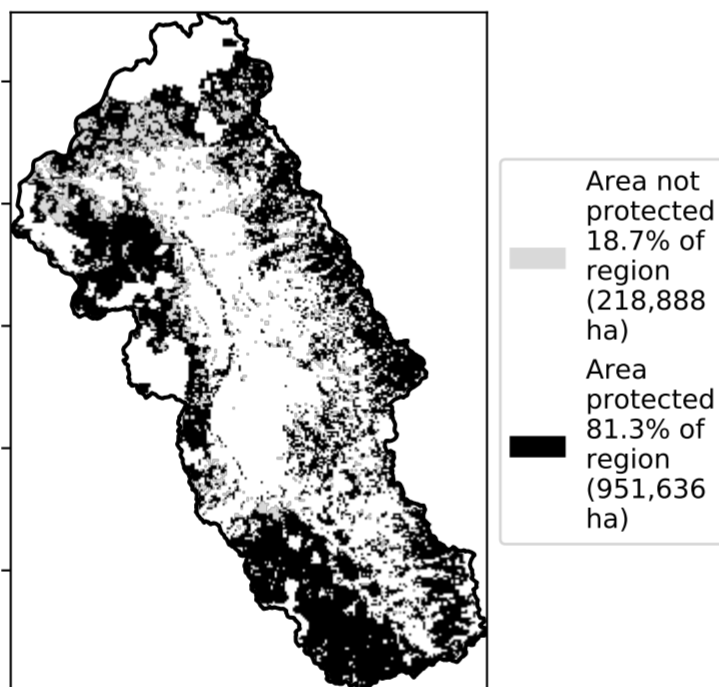 Area not
protected
18.7% of
region
(218,888
ha)
Area
protected
81.3% of
region
(951,636
ha)